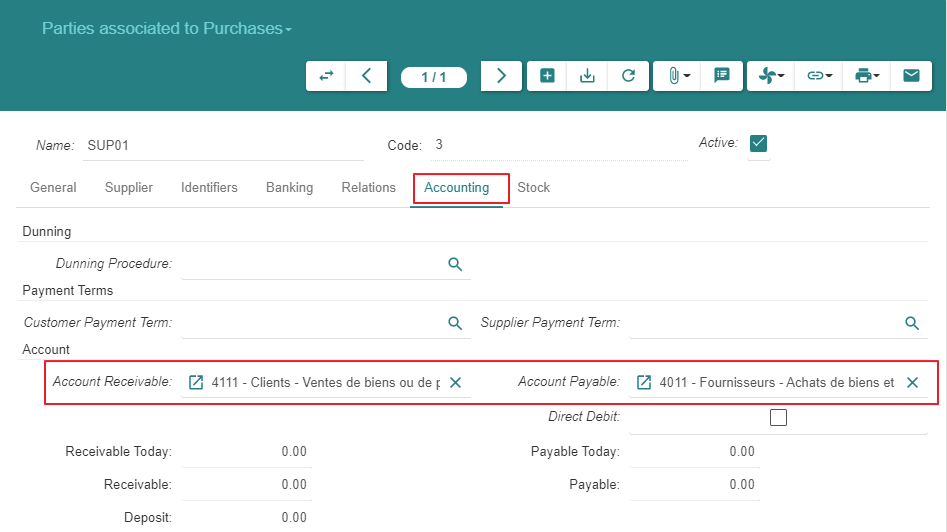 Parties associated to Purchases
1 / 1
Name: SUP01 Code: 3 Active:
General Supplier Identifiers Banking Relations Accounting Stock
Dunning
Dunning Procedure:
Payment Terms
Customer Payment Term: Supplier Payment Term:
Account
Account Receivable: 4111 - Clients - Ventes de biens ou de p Account Payable: 4011 - Fournisseurs - Achats de biens et
Direct Debit:
Receivable Today: 0.00 Payable Today: 0.00
Receivable: 0.00 Payable: 0.00
Deposit: 0.00